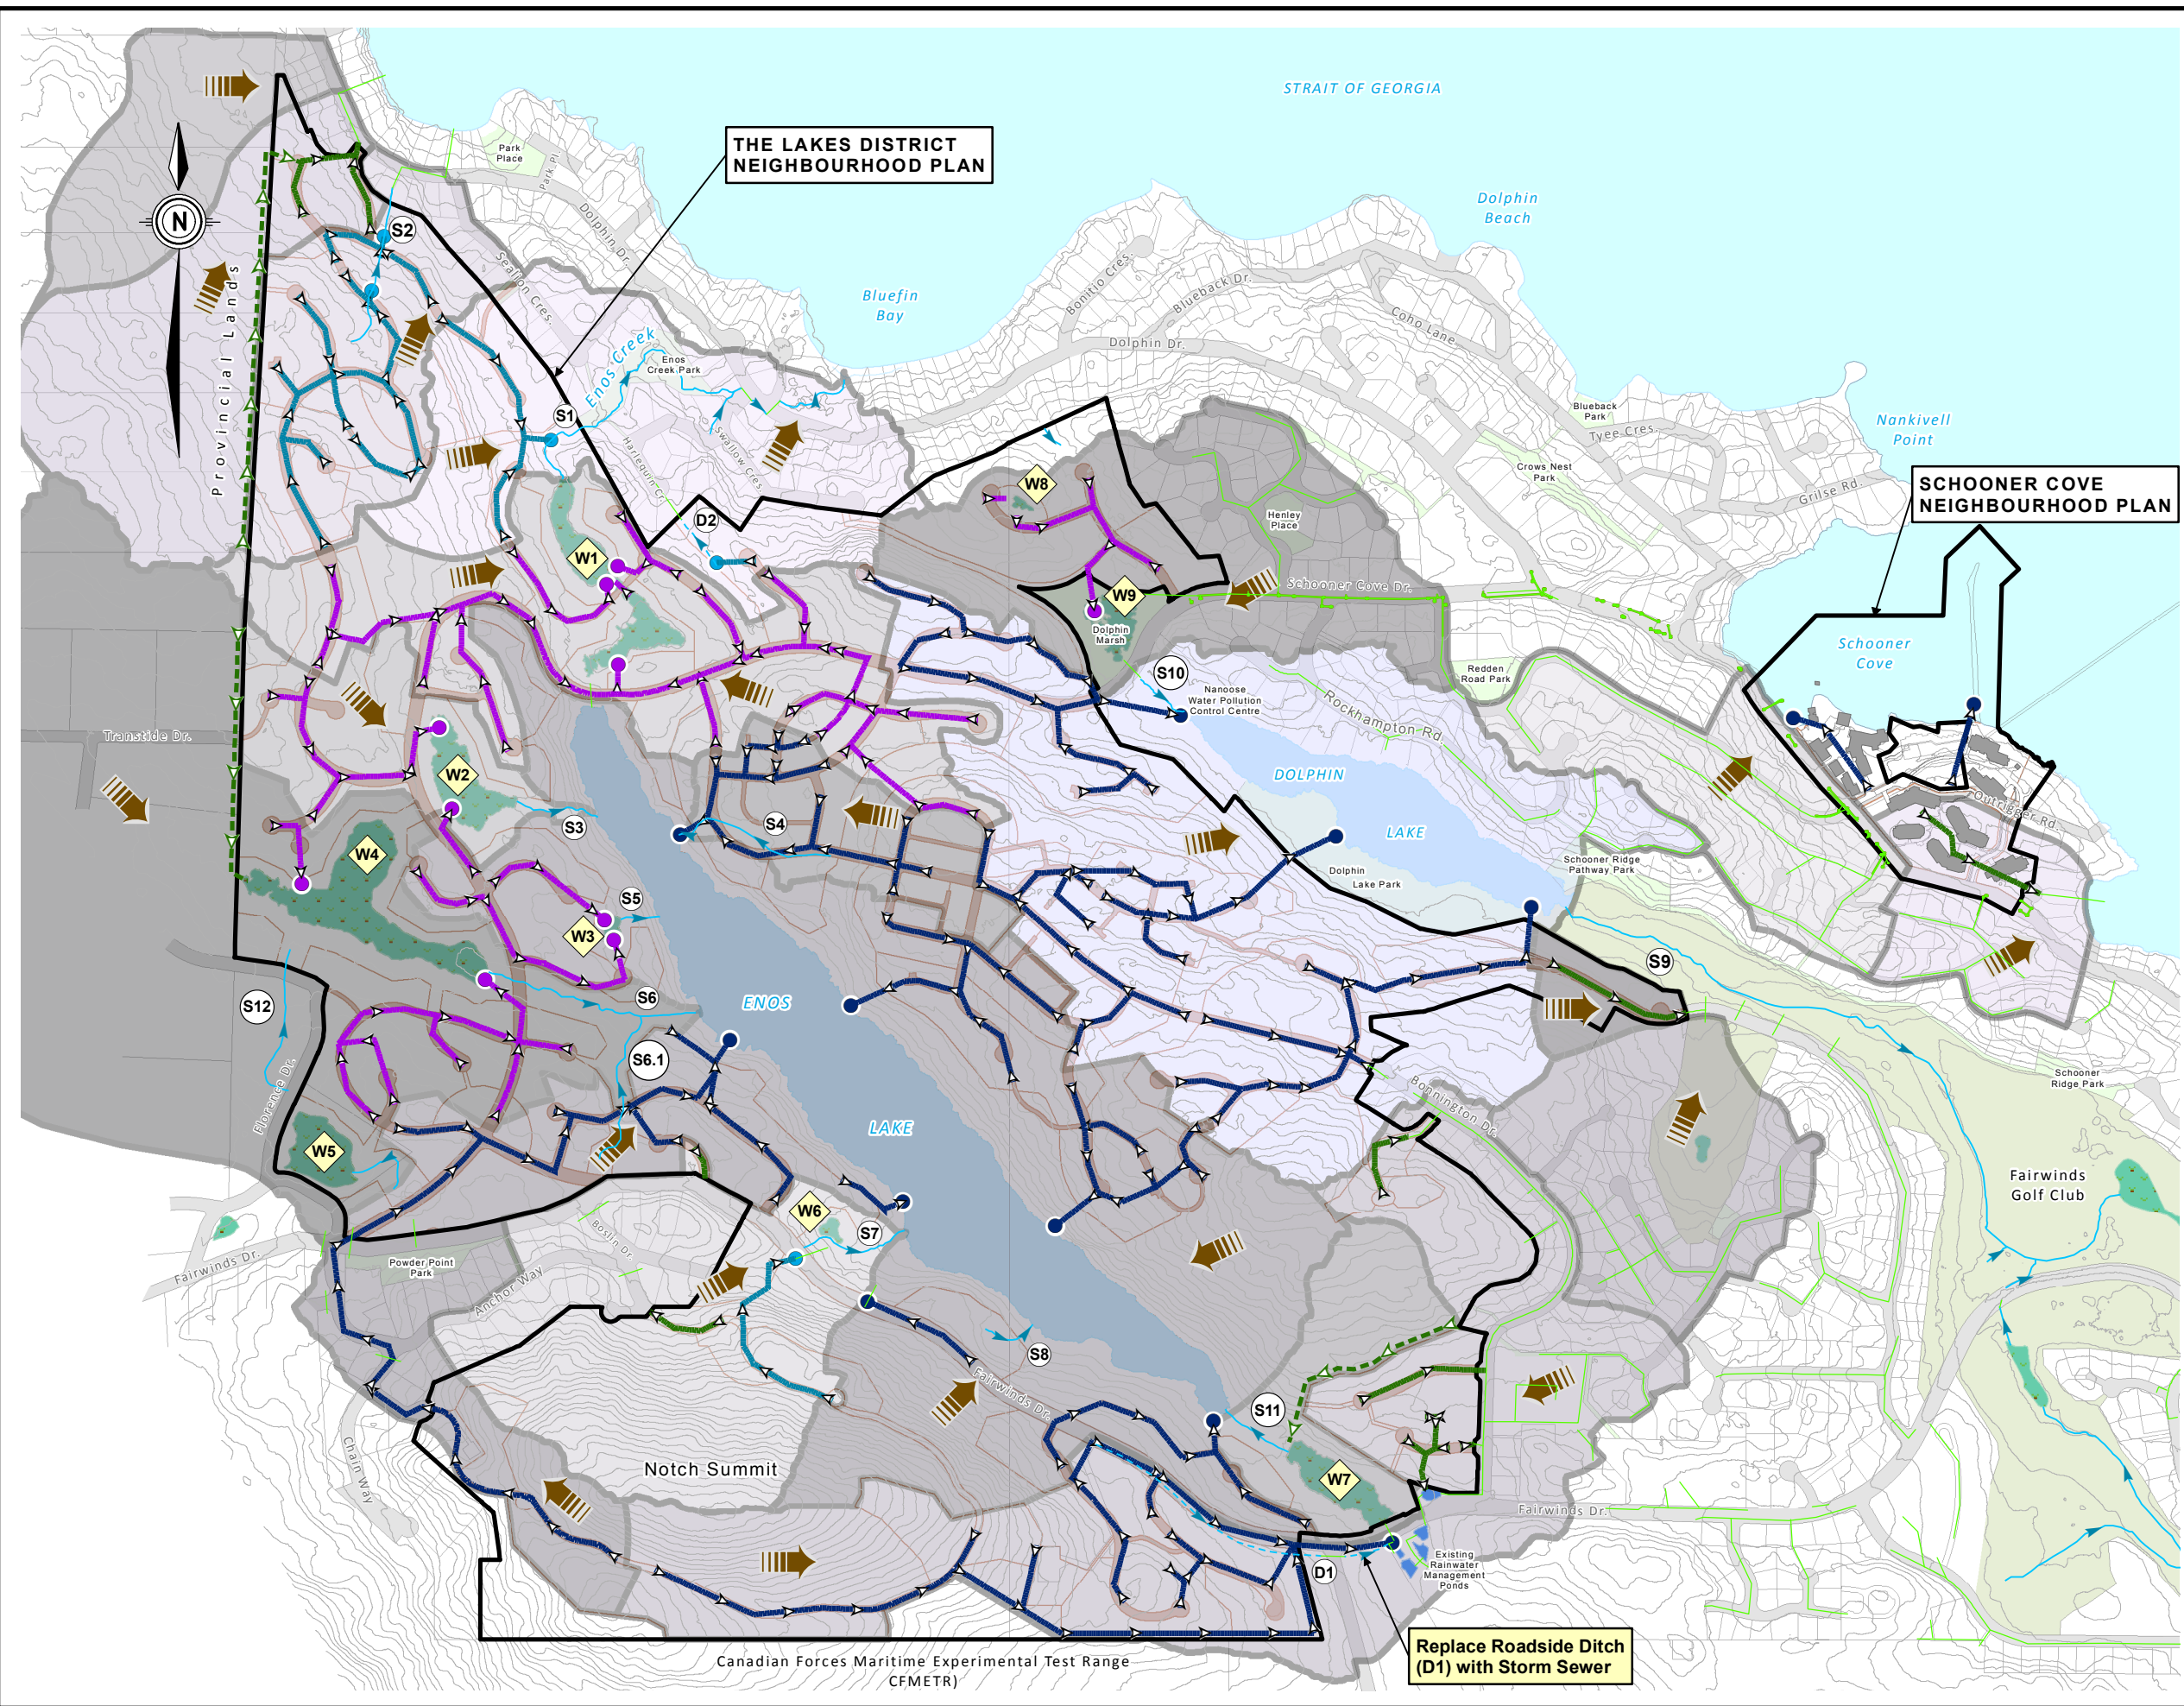 STRAIT OF GEORGIA
THE LAKES DISTRICT
NEIGHBOURHOOD PLAN
Park
Place
Park Pl.
Dolphin Dr.
Dolphin
Beach
N
S2
Sealion Cres.
Bluefin
Bay
Bonitio Cres.
Blueback Dr.
Coho Lane
Dolphin Dr.
Provincial Lands
Enos Creek
Enos
Creek Park
S1
Harlequin Cr.
Swallow Cres.
Blueback
Park
Tyee Cres.
Nankivell
Point
Crows Nest
Park
Grilse Rd.
SCHOONER COVE
NEIGHBOURHOOD PLAN
W8
D2
Henley
Place
W1
W9
Schooner Cove Dr.
Dolphin
Marsh
Schooner
Cove
S10
Redden
Road Park
Nanoose
Water Pollution
Control Centre
Rockhampton Rd.
Transtide Dr.
W2
DOLPHIN
LAKE
S3
S4
Outrigger Rd.
W4
Schooner Ridge
Pathway Park
Dolphin
Lake Park
S5
W3
S9
S12
S6
ENOS
LAKE
S6.1
Florence Dr.
Bonnington Dr.
Schooner
Ridge Park
W5
Fairwinds
Golf Club
W6
S7
Boslin Dr.
Fairwinds Dr.
Powder Point
Park
Anchor Way
S8
Fairwinds Dr.
S11
Chain Way
Notch Summit
W7
Fairwinds Dr.
Existing
Rainwater
Management
Ponds
D1
Replace Roadside Ditch
(D1) with Storm Sewer
Canadian Forces Maritime Experimental Test Range
CFMETR)